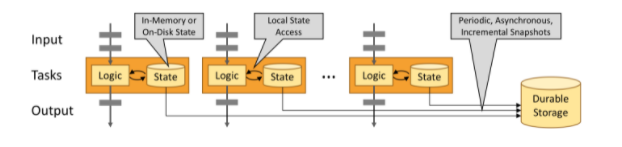 In-Memory or
On-Disk State
Local State
Access
Periodic, Asynchronous,
Incremental Snapshots
Input
Tasks
Logic
State
Logic
State
...
Logic
State
Output
Durable
Storage